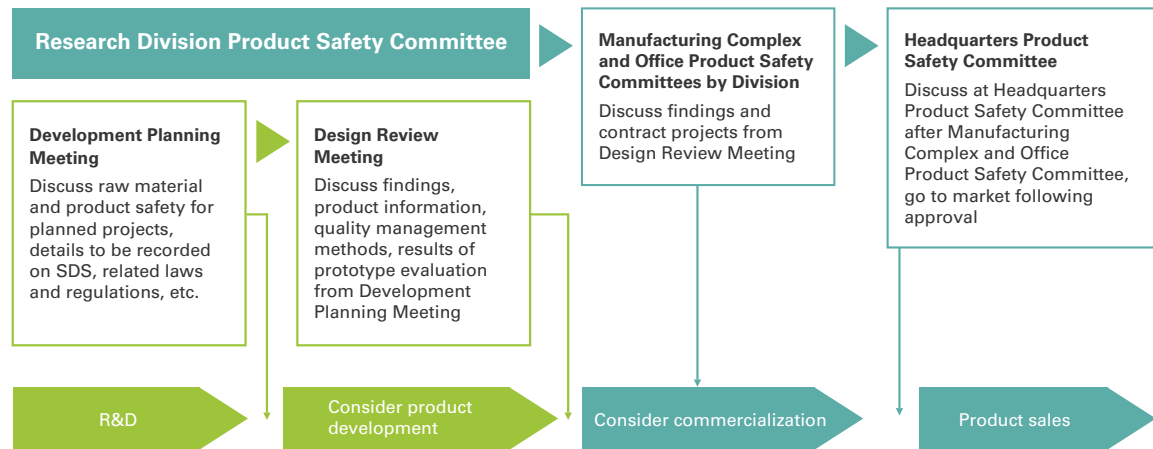 Research Division Product Safety Committee
Development Planning
Meeting
Discuss raw material
and product safety for
planned projects,
details to be recorded
on SDS, related laws
and regulations, etc.
Design Review
Meeting
Discuss findings,
product information,
quality management
methods, results of
prototype evaluation
from Development
Planning Meeting
Manufacturing Complex
and Office Product Safety
Committees by Division
Discuss findings and
contract projects from
Design Review Meeting
Headquarters Product
Safety Committee
Discuss at Headquarters
Product Safety Committee
after Manufacturing
Complex and Office
Product Safety Committee,
go to market following
approval
R&D
Consider product
development
Consider commercialization
Product sales